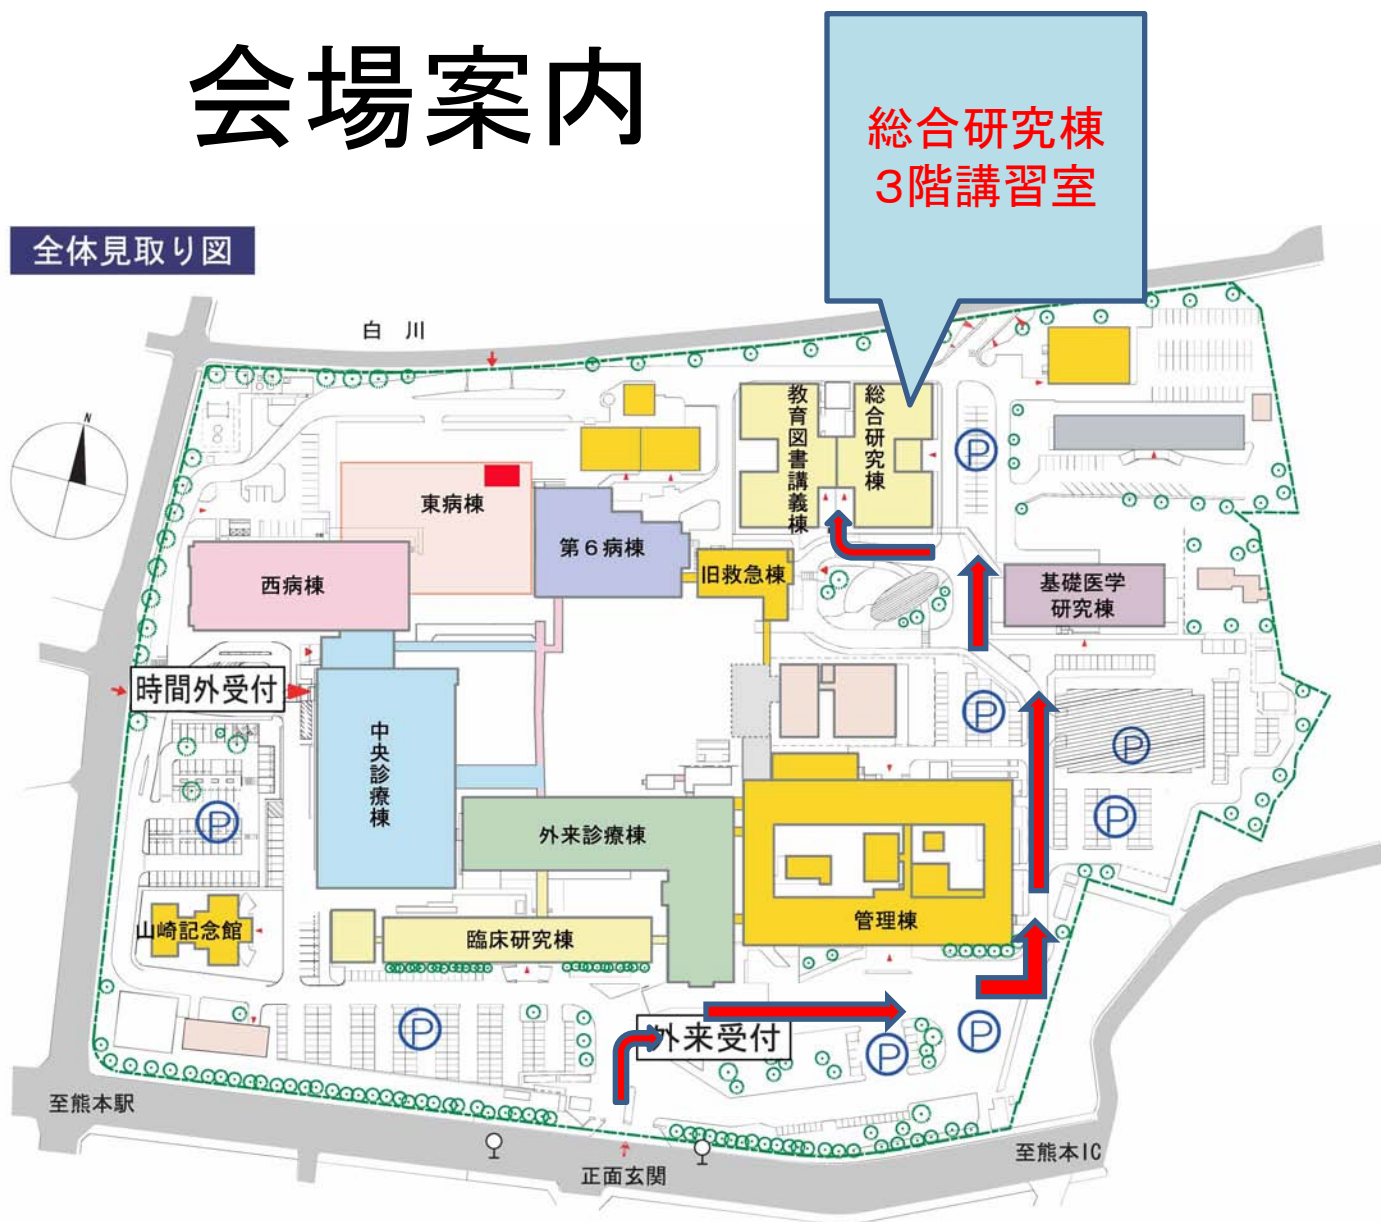 会場案内
総合研究棟
３階講習室
全体見取り図
白　川
N
教育図書講義棟
総合研究棟
P
東病棟
第６病棟
旧救急棟
西病棟
基礎医学
研究棟
時間外受付
P
P
中央診療棟
P
P
外来診療棟
管理棟
山崎記念館
臨床研究棟
P
外来受付
P
P
至熊本駅
正面玄関
至熊本IC